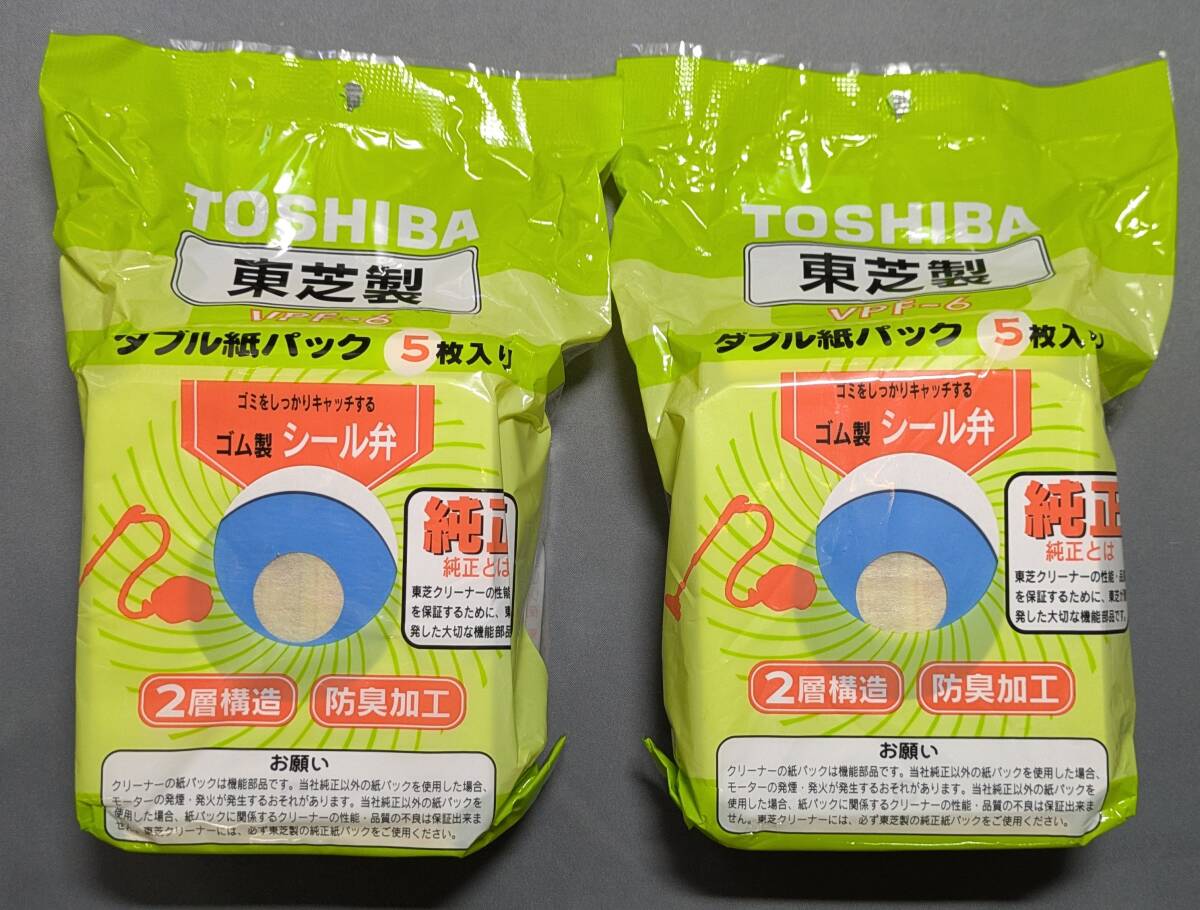 TOSHIBA
東芝製
VPF-6
ダブル紙パック 5枚入り
ゴミをしっかりキャッチする
ゴム製 シール弁
純正
純正とは
東芝クリーナーの性能
を保証するために、東
発した大切な機能部品
2層構造 防臭加工
お願い
クリーナーの紙パックは機能部品です。当社純正以外の紙パックを使用した場合、
モーターの発煙・発火が発生するおそれがあります。当社純正以外の紙パックを
使用した場合、紙パックに関係するクリーナーの性能・品質の不良は保証出来ま
せん。東芝クリーナーには、必ず東芝製の純正紙パックをご使用ください。
TOSHIBA
東芝製
VPF-6
ダブル紙パック 5枚入り
ゴミをしっかりキャッチする
ゴム製 シール弁
純正
純正とは
東芝クリーナーの性能・品
を保証するために、東芝が
発した大切な機能部品です。
2層構造 防臭加工
お願い
クリーナーの紙パックは機能部品です。当社純正以外の紙パックを使用した場合、
モーターの発煙・発火が発生するおそれがあります。当社純正以外の紙パックを
使用した場合、紙パックに関係するクリーナーの性能・品質の不良は保証出来ま
せん。東芝クリーナーには、必ず東芝製の純正紙パックをご使用ください。